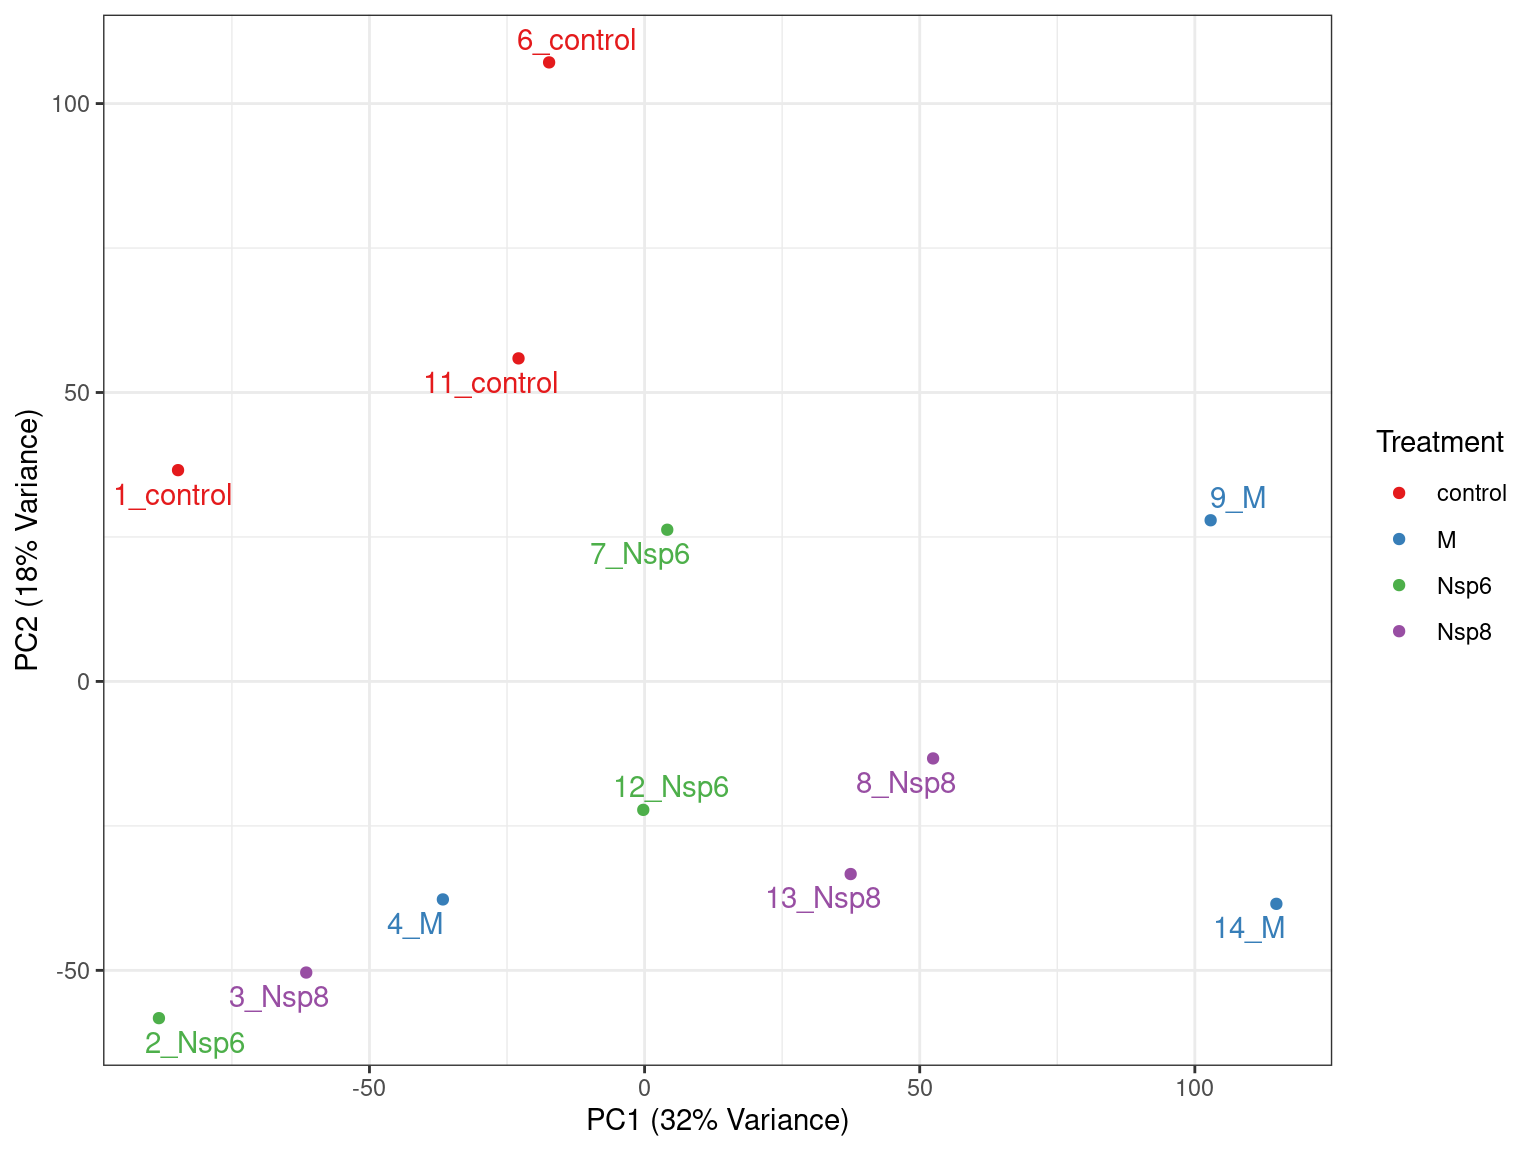 6_control
100
11_control
50
1_control
9_M
7_Nsp6
PC2 (18% Variance)
Treatment
control
M
Nsp6
Nsp8
0
12_Nsp6
8_Nsp8
13_Nsp8
4_M
14_M
-50
3_Nsp8
2_Nsp6
-50
0
50
100
PC1 (32% Variance)